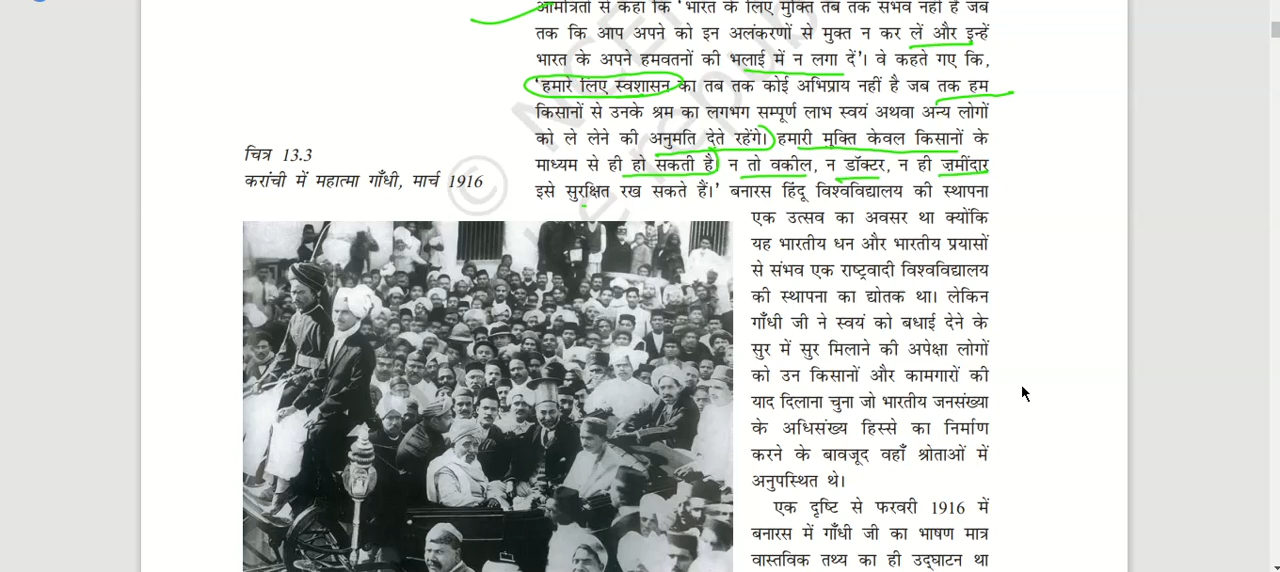 आमंत्रितों से कहा कि 'भारत के लिए मुक्ति तब तक संभव नहीं है जब
तक कि आप अपने को इन अलंकरणों से मुक्त न कर लें और इन्हें
भारत के अपने हमवतनों की भलाई में न लगा दें'। वे कहते गए कि,
'हमारे लिए स्वशासन का तब तक कोई अभिप्राय नहीं है जब तक हम
किसानों से उनके श्रम का लगभग सम्पूर्ण लाभ स्वयं अथवा अन्य लोगों
को ले लेने की अनुमति देते रहेंगे। हमारी मुक्ति केवल किसानों के
माध्यम से ही हो सकती है। न तो वकील, न डॉक्टर, न ही ज़मींदार
इसे सुरक्षित रख सकते हैं।' बनारस हिंदू विश्वविद्यालय की स्थापना
एक उत्सव का अवसर था क्योंकि
यह भारतीय धन और भारतीय प्रयासों
से संभव एक राष्ट्रवादी विश्वविद्यालय
की स्थापना का द्योतक था। लेकिन
गाँधी जी ने स्वयं को बधाई देने के
सुर में सुर मिलाने की अपेक्षा लोगों
को उन किसानों और कामगारों की
याद दिलाना चुना जो भारतीय जनसंख्या
के अधिसंख्य हिस्से का निर्माण
करने के बावजूद वहाँ श्रोताओं में
अनुपस्थित थे।
एक दृष्टि से फरवरी 1916 में
बनारस में गाँधी जी का भाषण मात्र
वास्तविक तथ्य का ही उद्‌घाटन था
चित्र 13.3
करांची में महात्मा गाँधी, मार्च 1916
© NCE
be repub